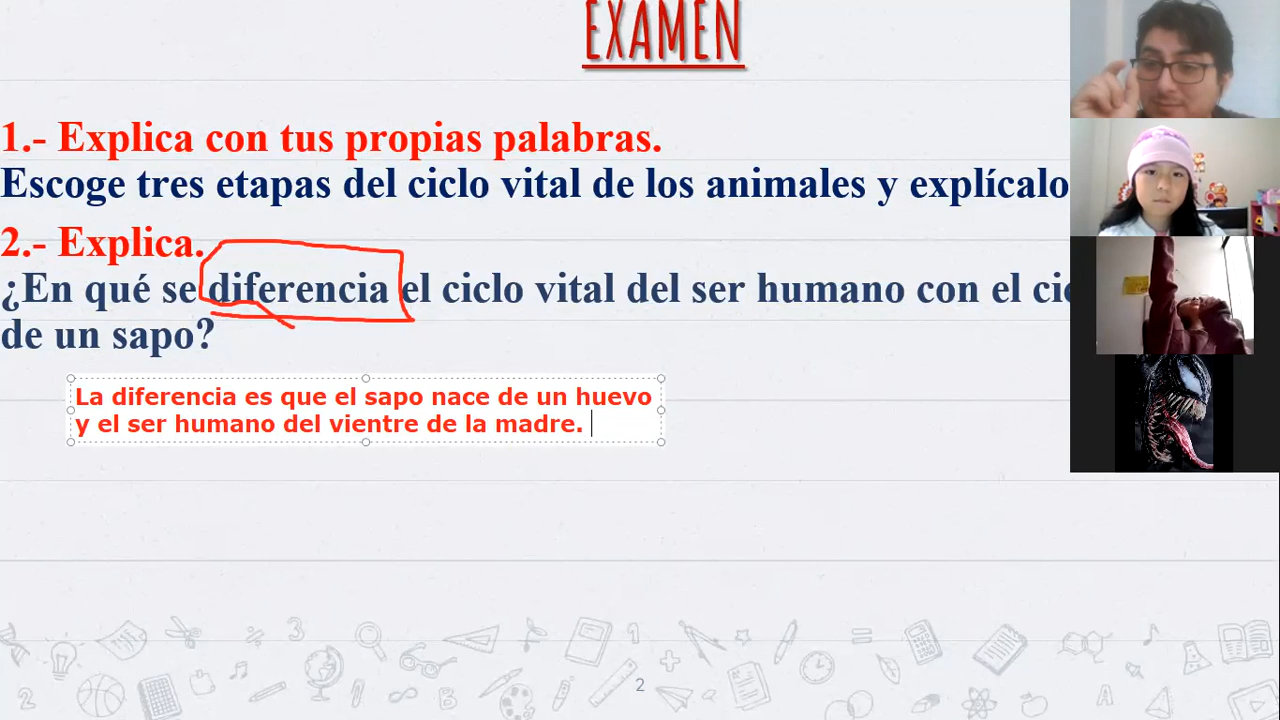 EXAMEN
1.- Explica con tus propias palabras.
Escoge tres etapas del ciclo vital de los animales y explícalo
2.- Explica.
¿En qué se diferencia el ciclo vital del ser humano con el
de un sapo?
La diferencia es que el sapo nace de un huevo
y el ser humano del vientre de la madre.
2